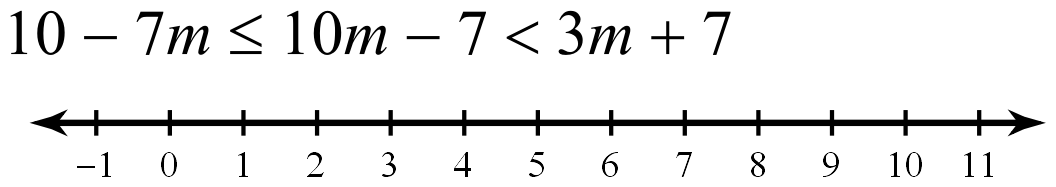 10 − 7m ≤ 10m − 7 < 3m + 7
−1 0 1 2 3 4 5 6 7 8 9 10 11